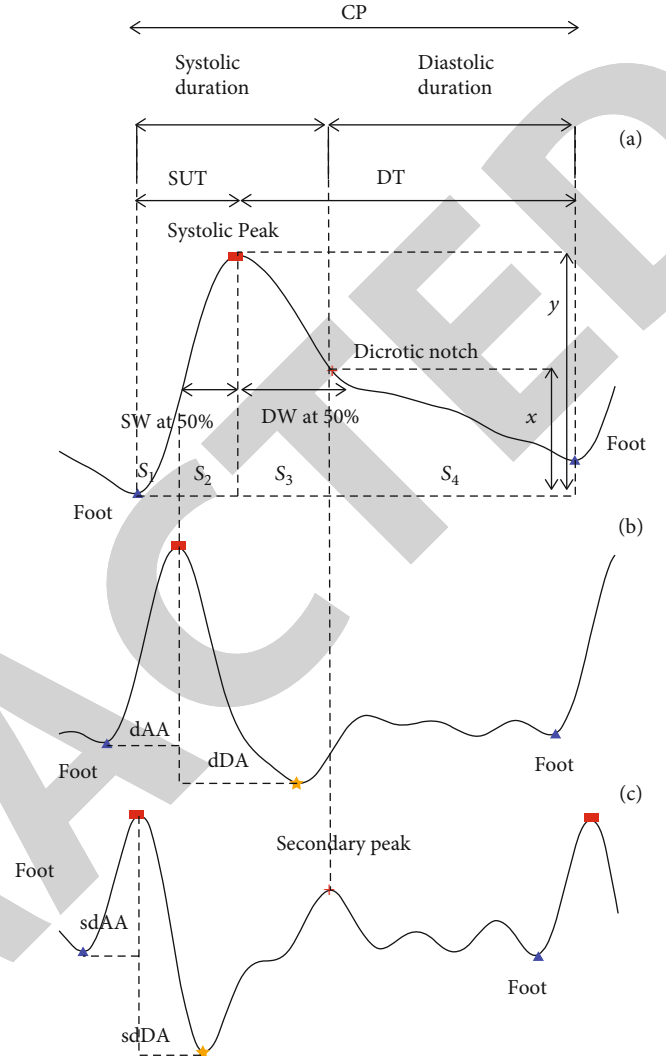 CP
Systolic
duration
Diastolic
duration
(a)
SUT
DT
Systolic Peak
y
Dicrotic notch
x
SW at 50%
DW at 50%
Foot
S1
S2
S3
S4
Foot
(b)
dAA
Foot
dDA
Foot
(c)
Secondary peak
Foot
sdAA
Foot
sdDA
ACTED